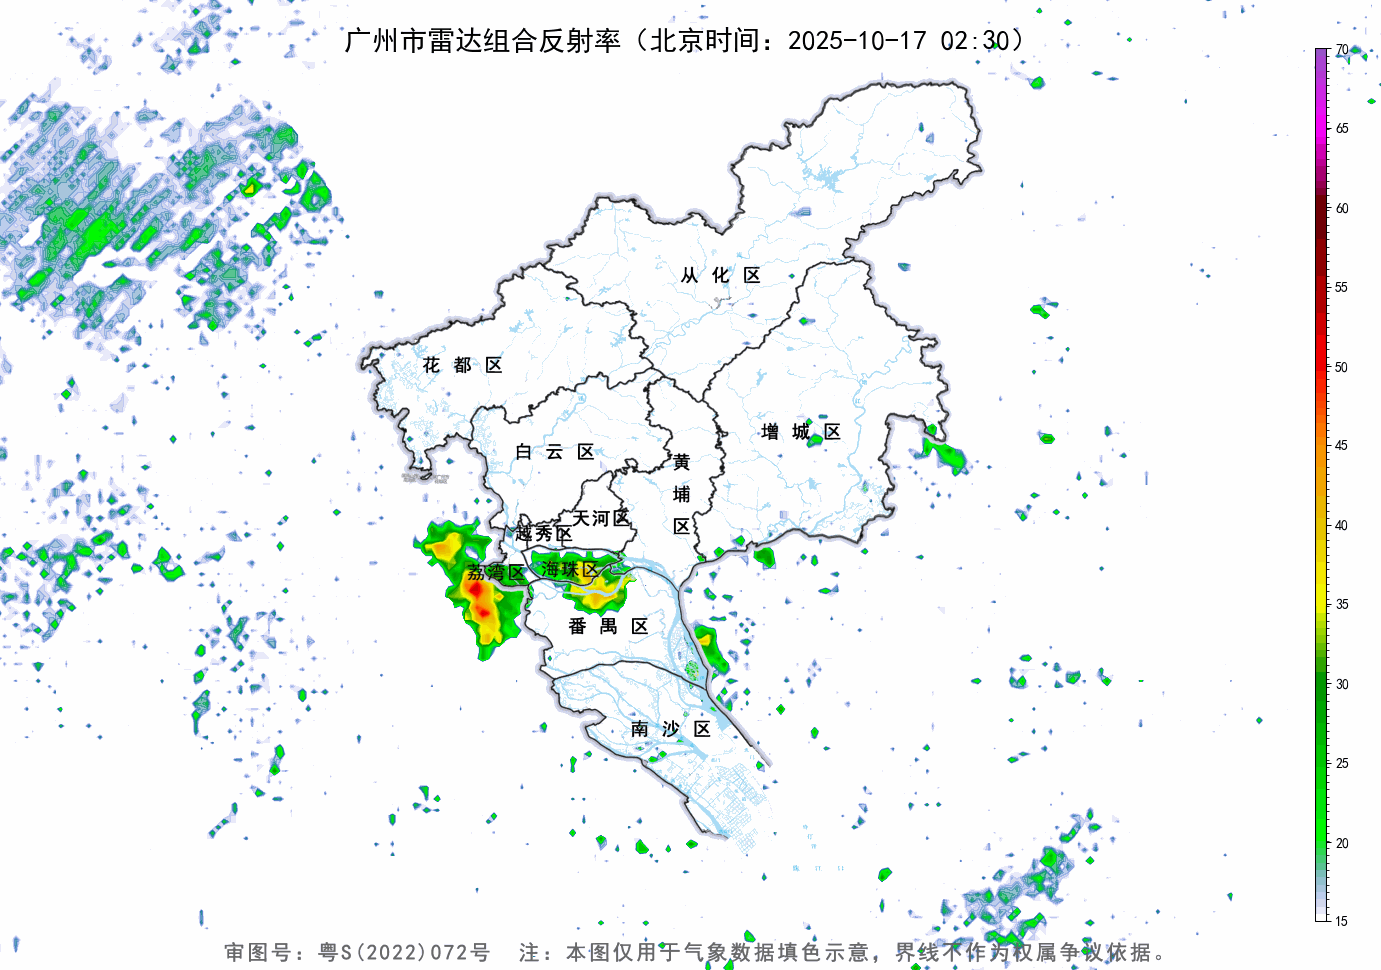 广州市雷达组合反射率（北京时间：2025-10-17 02:30）
70
65
60
55
50
45
40
35
30
25
20
15
从化区
花都区
增城区
白云区
黄埔区
天河区
越秀区
海珠区
荔湾区
番禺区
南沙区
审图号：粤S(2022)072号 注：本图仅用于气象数据填色示意，界线不作为权属争议依据。